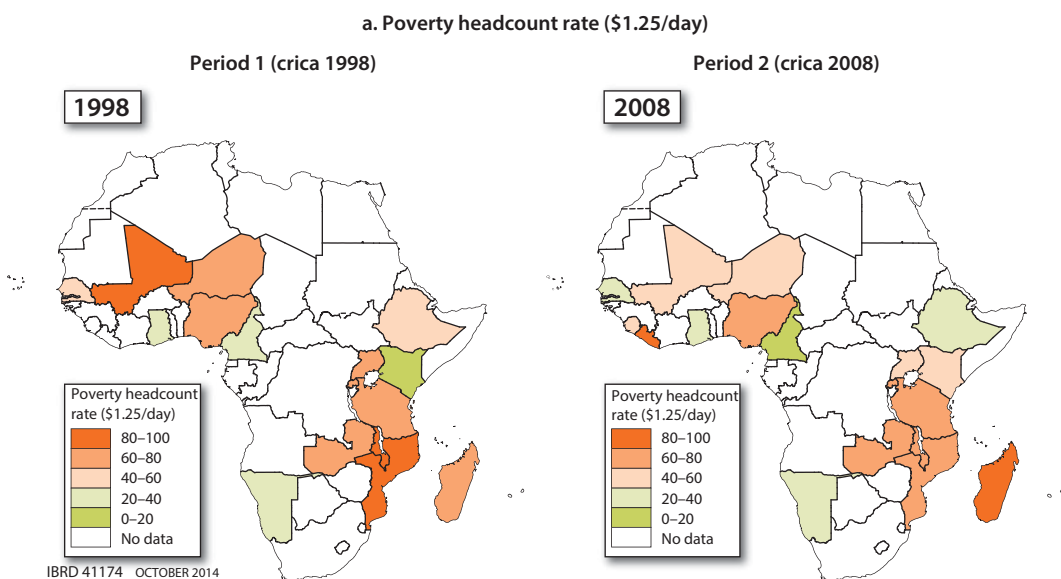 a. Poverty headcount rate ($1.25/day)
Period 1 (crica 1998)
Period 2 (crica 2008)
1998
2008
Poverty headcount
rate ($1.25/day)
80–100
60–80
40–60
20–40
0–20
No data
Poverty headcount
rate ($1.25/day)
80–100
60–80
40–60
20–40
0–20
No data
IBRD 41174 OCTOBER 2014